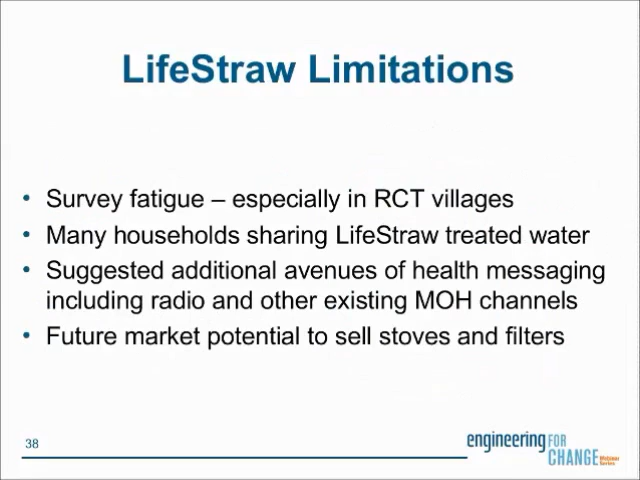 LifeStraw Limitations
• Survey fatigue – especially in RCT villages
• Many households sharing LifeStraw treated water
• Suggested additional avenues of health messaging
including radio and other existing MOH channels
• Future market potential to sell stoves and filters
38
engineering FOR
CHANGE Webinar
Series